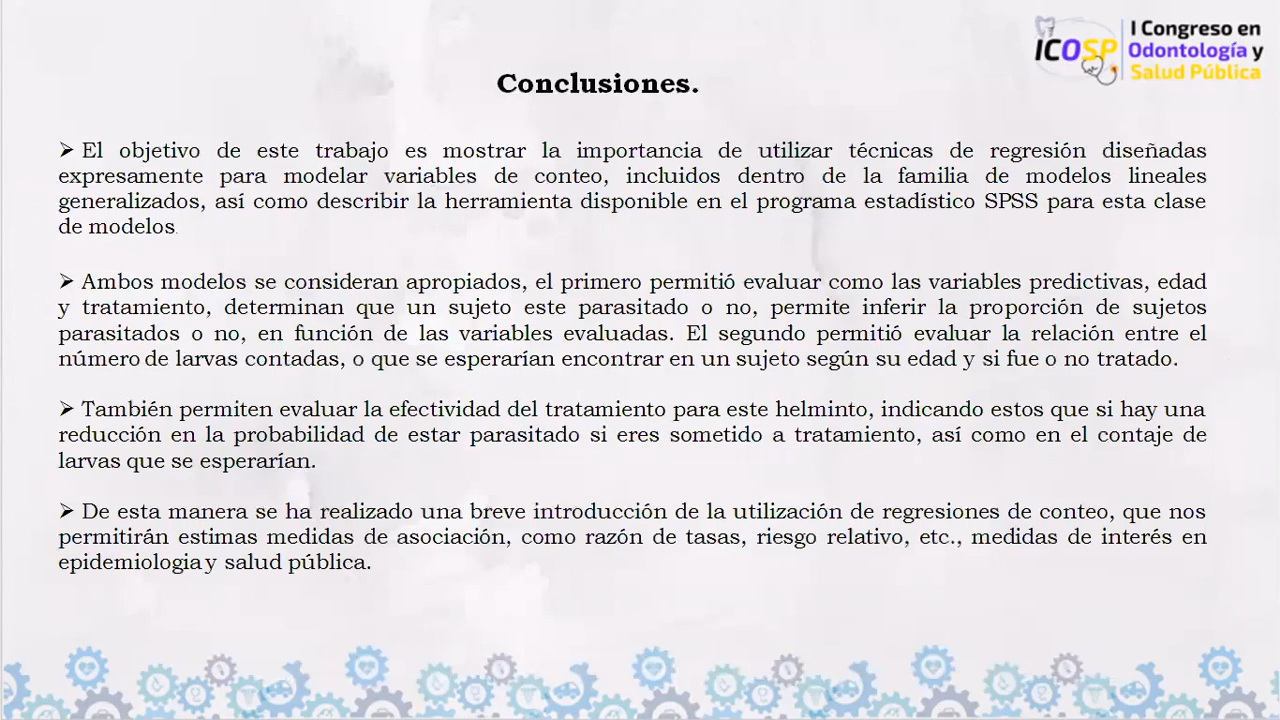 ICOSP
I Congreso en
Odontología y
Salud Pública
Conclusiones.
➢ El objetivo de este trabajo es mostrar la importancia de utilizar técnicas de regresión diseñadas
expresamente para modelar variables de conteo, incluidos dentro de la familia de modelos lineales
generalizados, así como describir la herramienta disponible en el programa estadístico SPSS para esta clase
de modelos.
➢ Ambos modelos se consideran apropiados, el primero permitió evaluar como las variables predictivas, edad
y tratamiento, determinan que un sujeto este parasitado o no, permite inferir la proporción de sujetos
parasitados o no, en función de las variables evaluadas. El segundo permitió evaluar la relación entre el
número de larvas contadas, o que se esperarían encontrar en un sujeto según su edad y si fue o no tratado.
➢ También permiten evaluar la efectividad del tratamiento para este helminto, indicando estos que si hay una
reducción en la probabilidad de estar parasitado si eres sometido a tratamiento, así como en el contaje de
larvas que se esperarían.
➢ De esta manera se ha realizado una breve introducción de la utilización de regresiones de conteo, que nos
permitirán estimas medidas de asociación, como razón de tasas, riesgo relativo, etc., medidas de interés en
epidemiologia y salud pública.